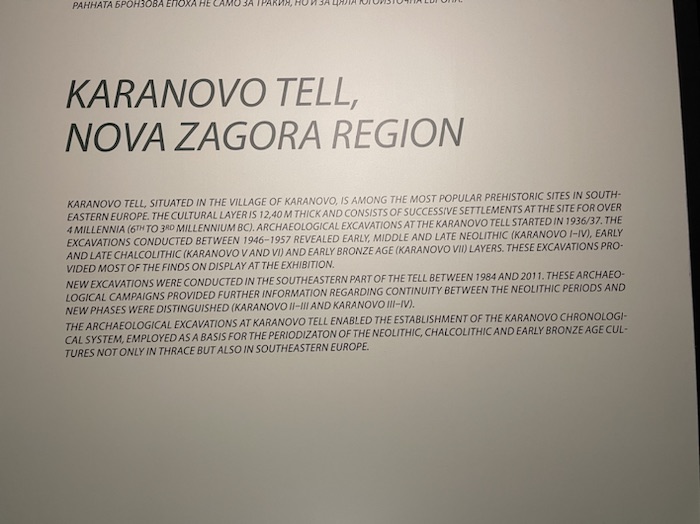 РАННАТА БРОНЗОВА ЕПОХА НЕ САМО ЗА ТРАКИЯ, НО И ЗА ЦЯЛА ЮГОИЗТОЧНА ЕВРОПА.
KARANOVO TELL,
NOVA ZAGORA REGION
KARANOVO TELL, SITUATED IN THE VILLAGE OF KARANOVO, IS AMONG THE MOST POPULAR PREHISTORIC SITES IN SOUTH-
EASTERN EUROPE. THE CULTURAL LAYER IS 12,40 M THICK AND CONSISTS OF SUCCESSIVE SETTLEMENTS AT THE SITE FOR OVER
4 MILLENNIA (6TH TO 3RD MILLENNIUM BC). ARCHAEOLOGICAL EXCAVATIONS AT THE KARANOVO TELL STARTED IN 1936/37. THE
EXCAVATIONS CONDUCTED BETWEEN 1946–1957 REVEALED EARLY, MIDDLE AND LATE NEOLITHIC (KARANOVO I–IV), EARLY
AND LATE CHALCOLITHIC (KARANOVO V AND VI) AND EARLY BRONZE AGE (KARANOVO VII) LAYERS. THESE EXCAVATIONS PRO-
VIDED MOST OF THE FINDS ON DISPLAY AT THE EXHIBITION.
NEW EXCAVATIONS WERE CONDUCTED IN THE SOUTHEASTERN PART OF THE TELL BETWEEN 1984 AND 2011. THESE ARCHAEO-
LOGICAL CAMPAIGNS PROVIDED FURTHER INFORMATION REGARDING CONTINUITY BETWEEN THE NEOLITHIC PERIODS AND
NEW PHASES WERE DISTINGUISHED (KARANOVO II–III AND KARANOVO III–IV).
THE ARCHAEOLOGICAL EXCAVATIONS AT KARANOVO TELL ENABLED THE ESTABLISHMENT OF THE KARANOVO CHRONOLOGI-
CAL SYSTEM, EMPLOYED AS A BASIS FOR THE PERIODIZATON OF THE NEOLITHIC, CHALCOLITHIC AND EARLY BRONZE AGE CUL-
TURES NOT ONLY IN THRACE BUT ALSO IN SOUTHEASTERN EUROPE.